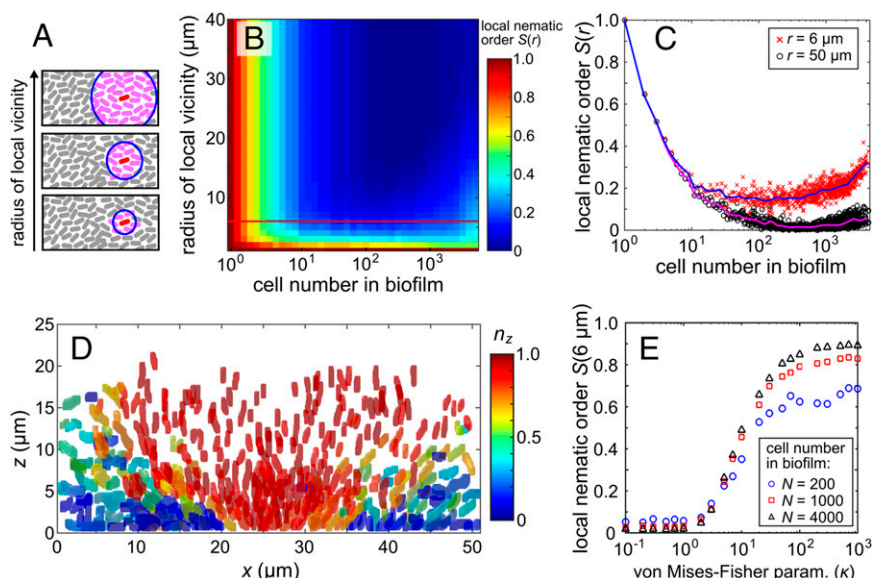 A
radius of local vicinity
B
radius of local vicinity (µm)
40
30
20
10
10⁰
10¹
10²
10³
cell number in biofilm
local nematic
order S(r)
1.0
0.8
0.6
0.4
0.2
0
C
local nematic order S(r)
1.0
0.8
0.6
0.4
0.2
0
10⁰
10¹
10²
10³
cell number in biofilm
r = 6 µm
r = 50 µm
D
z (µm)
25
20
15
10
5
0
0
10
20
30
40
50
x (µm)
n_z
1.0
0.5
0
E
local nematic order S(6 µm)
1.0
0.8
0.6
0.4
0.2
0
10⁻¹
10⁰
10¹
10²
10³
von Mises-Fisher param. (κ)
cell number
in biofilm:
N = 200
N = 1000
N = 4000